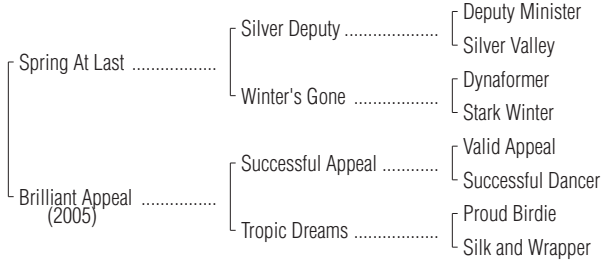 Deputy Minister
Silver Deputy ..................
Silver Valley
Spring At Last .................
Dynaformer
Winter's Gone ................
Stark Winter
Valid Appeal
Successful Appeal ...........
Successful Dancer
Brilliant Appeal ...............
(2005)
Proud Birdie
Tropic Dreams .................
Silk and Wrapper